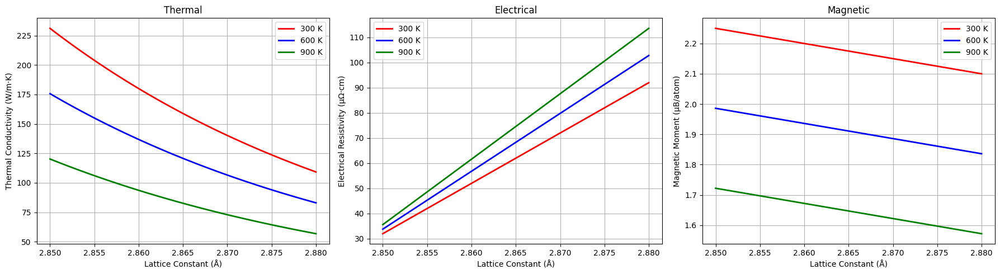 Thermal
Thermal Conductivity (W/m·K)
225
200
175
150
125
100
75
50
300 K
600 K
900 K
2.850 2.855 2.860 2.865 2.870 2.875 2.880
Lattice Constant (Å)
Electrical
Electrical Resistivity (μΩ·cm)
110
100
90
80
70
60
50
40
30
300 K
600 K
900 K
2.850 2.855 2.860 2.865 2.870 2.875 2.880
Lattice Constant (Å)
Magnetic
Magnetic Moment (μB/atom)
2.2
2.1
2.0
1.9
1.8
1.7
1.6
300 K
600 K
900 K
2.850 2.855 2.860 2.865 2.870 2.875 2.880
Lattice Constant (Å)